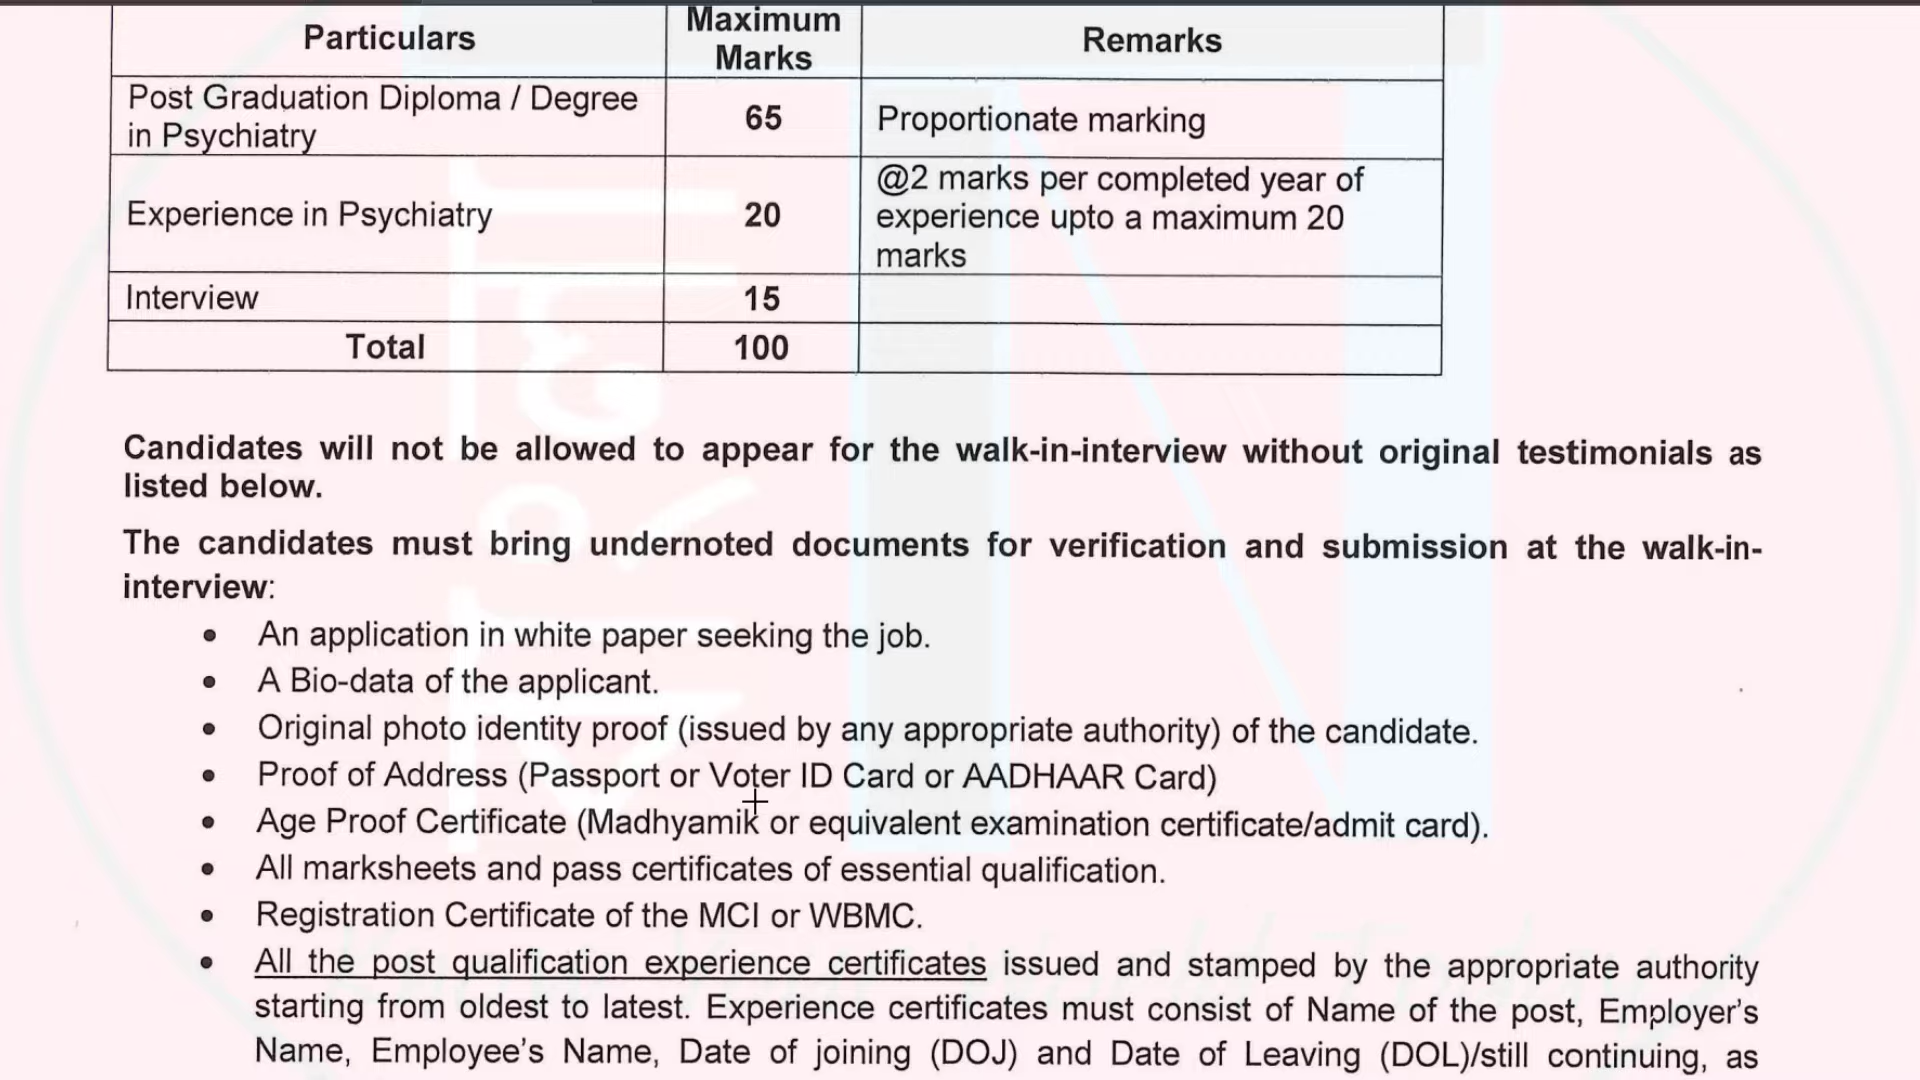 Particulars
Maximum
Marks
Remarks
Post Graduation Diploma / Degree
in Psychiatry
65
Proportionate marking
Experience in Psychiatry
20
@2 marks per completed year of
experience upto a maximum 20
marks
Interview
15
Total
100
Candidates will not be allowed to appear for the walk-in-interview without original testimonials as
listed below.
The candidates must bring undernoted documents for verification and submission at the walk-in-
interview:
• An application in white paper seeking the job.
• A Bio-data of the applicant.
• Original photo identity proof (issued by any appropriate authority) of the candidate.
• Proof of Address (Passport or Voter ID Card or AADHAAR Card)
• Age Proof Certificate (Madhyamik or equivalent examination certificate/admit card).
• All marksheets and pass certificates of essential qualification.
• Registration Certificate of the MCI or WBMC.
• All the post qualification experience certificates issued and stamped by the appropriate authority
starting from oldest to latest. Experience certificates must consist of Name of the post, Employer's
Name, Employee's Name, Date of joining (DOJ) and Date of Leaving (DOL)/still continuing, as